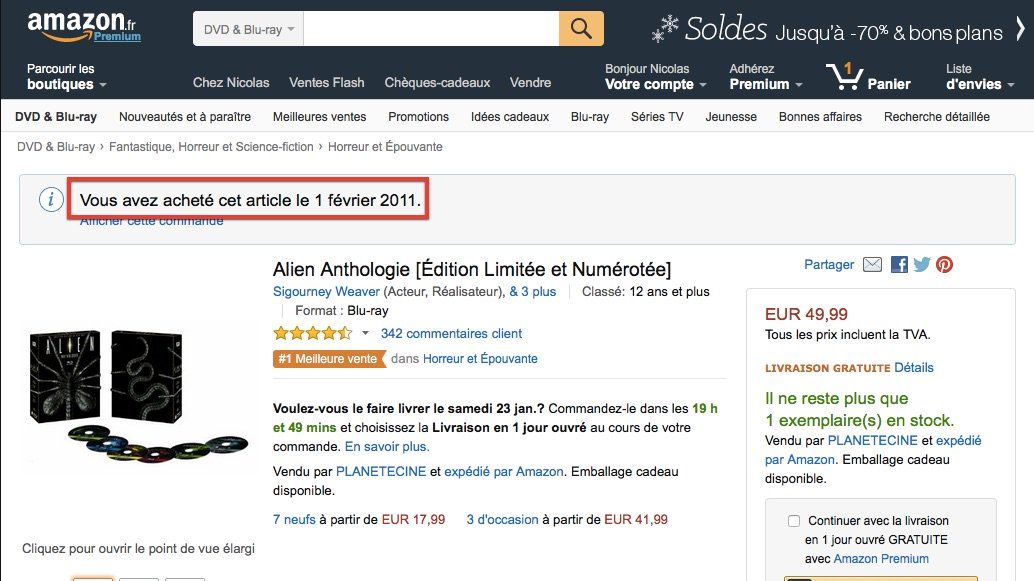 amazon.fr
Premium
DVD & Blu-ray
Soldes Jusqu'à -70% & bons plans
Parcourir les
boutiques
Chez Nicolas Ventes Flash Chèques-cadeaux Vendre
Bonjour Nicolas
Votre compte
Adhérez
Premium
1
Panier
Liste
d'envies
DVD & Blu-ray Nouveautés et à paraître Meilleures ventes Promotions Idées cadeaux Blu-ray Séries TV Jeunesse Bonnes affaires Recherche détaillée
DVD & Blu-ray › Fantastique, Horreur et Science-fiction › Horreur et Épouvante
i
Vous avez acheté cet article le 1 février 2011.
Afficher cette commande
Alien Anthologie [Édition Limitée et Numérotée]
Sigourney Weaver (Acteur, Réalisateur), & 3 plus Classé: 12 ans et plus
Format : Blu-ray
342 commentaires client
#1 Meilleure vente dans Horreur et Épouvante
Voulez-vous le faire livrer le samedi 23 jan.? Commandez-le dans les 19 h
et 49 mins et choisissez la Livraison en 1 jour ouvré au cours de votre
commande. En savoir plus.
Vendu par PLANETECINE et expédié par Amazon. Emballage cadeau
disponible.
7 neufs à partir de EUR 17,99 3 d'occasion à partir de EUR 41,99
ALIEN
Cliquez pour ouvrir le point de vue élargi
Partager
EUR 49,99
Tous les prix incluent la TVA.
LIVRAISON GRATUITE Détails
Il ne reste plus que
1 exemplaire(s) en stock.
Vendu par PLANETECINE et expédié
par Amazon. Emballage cadeau
disponible.
Continuer avec la livraison
en 1 jour ouvré GRATUITE
avec Amazon Premium